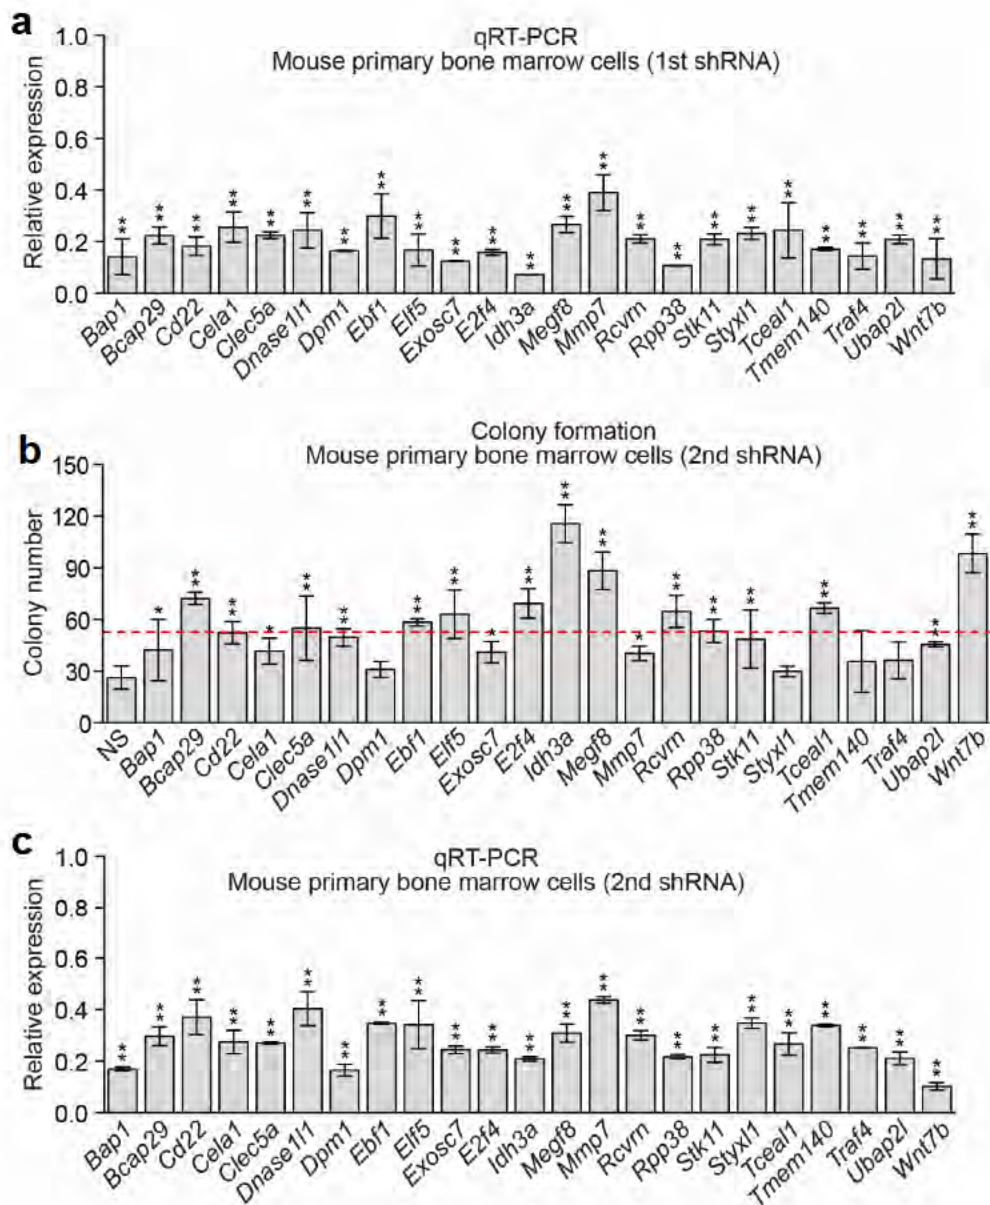 a
qRT-PCR
Mouse primary bone marrow cells (1st shRNA)
Relative expression
1.0
0.8
0.6
0.4
0.2
0.0
** ** ** ** ** ** ** ** ** ** ** ** ** ** ** ** ** ** ** ** ** ** **
Bap1 Bcap29 Cd22 Cela1 Clec5a Dnase1l1 Dpm1 Ebf1 Elf5 Exosc7 E2f4 Idh3a Megf8 Mmp7 Rcvrn Rpp38 Stk11 Styxl1 Tceal1 Tmem140 Traf4 Ubap2l Wnt7b
b
Colony formation
Mouse primary bone marrow cells (2nd shRNA)
Colony number
150
120
90
60
30
0
* ** ** * ** ** ** ** * ** ** ** * ** ** ** ** ** **
NS Bap1 Bcap29 Cd22 Cela1 Clec5a Dnase1l1 Dpm1 Ebf1 Elf5 Exosc7 E2f4 Idh3a Megf8 Mmp7 Rcvrn Rpp38 Stk11 Styxl1 Tceal1 Tmem140 Traf4 Ubap2l Wnt7b
c
qRT-PCR
Mouse primary bone marrow cells (2nd shRNA)
Relative expression
1.0
0.8
0.6
0.4
0.2
0.0
** ** ** ** ** ** ** ** ** ** ** ** ** ** ** ** ** ** ** ** ** ** **
Bap1 Bcap29 Cd22 Cela1 Clec5a Dnase1l1 Dpm1 Ebf1 Elf5 Exosc7 E2f4 Idh3a Megf8 Mmp7 Rcvrn Rpp38 Stk11 Styxl1 Tceal1 Tmem140 Traf4 Ubap2l Wnt7b